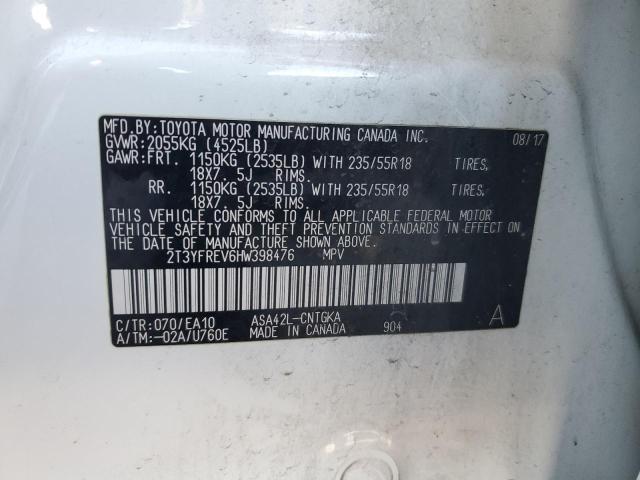 MFD.BY:TOYOTA MOTOR MANUFACTURING CANADA INC. 08/17
GVWR:2055KG (4525LB)
GAWR:FRT. 1150KG (2535LB) WITH 235/55R18 TIRES,
18X7. 5J RIMS.
RR. 1150KG (2535LB) WITH 235/55R18 TIRES,
18X7. 5J RIMS.
THIS VEHICLE CONFORMS TO ALL APPLICABLE FEDERAL MOTOR
VEHICLE SAFETY AND THEFT PREVENTION STANDARDS IN EFFECT ON
THE DATE OF MANUFACTURE SHOWN ABOVE.
2T3YFREV6HW398476 MPV
C/TR:070/EA10 ASA42L-CNTGKA A
A/TM:-02A/U760E MADE IN CANADA 904